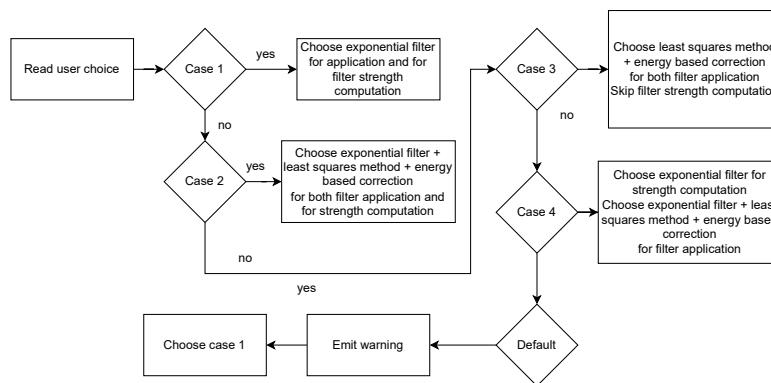 Read user choice
Case 1
yes
Choose exponential filter
for application and for
filter strength
computation
no
Case 2
yes
Choose exponential filter +
least squares method + energy
based correction
for both filter application and
for strength computation
no
yes
Case 3
Choose least squares method
+ energy based correction
for both filter application
Skip filter strength computation
no
Case 4
Choose exponential filter for
strength computation
Choose exponential filter + least
squares method + energy based
correction
for filter application
Default
Emit warning
Choose case 1